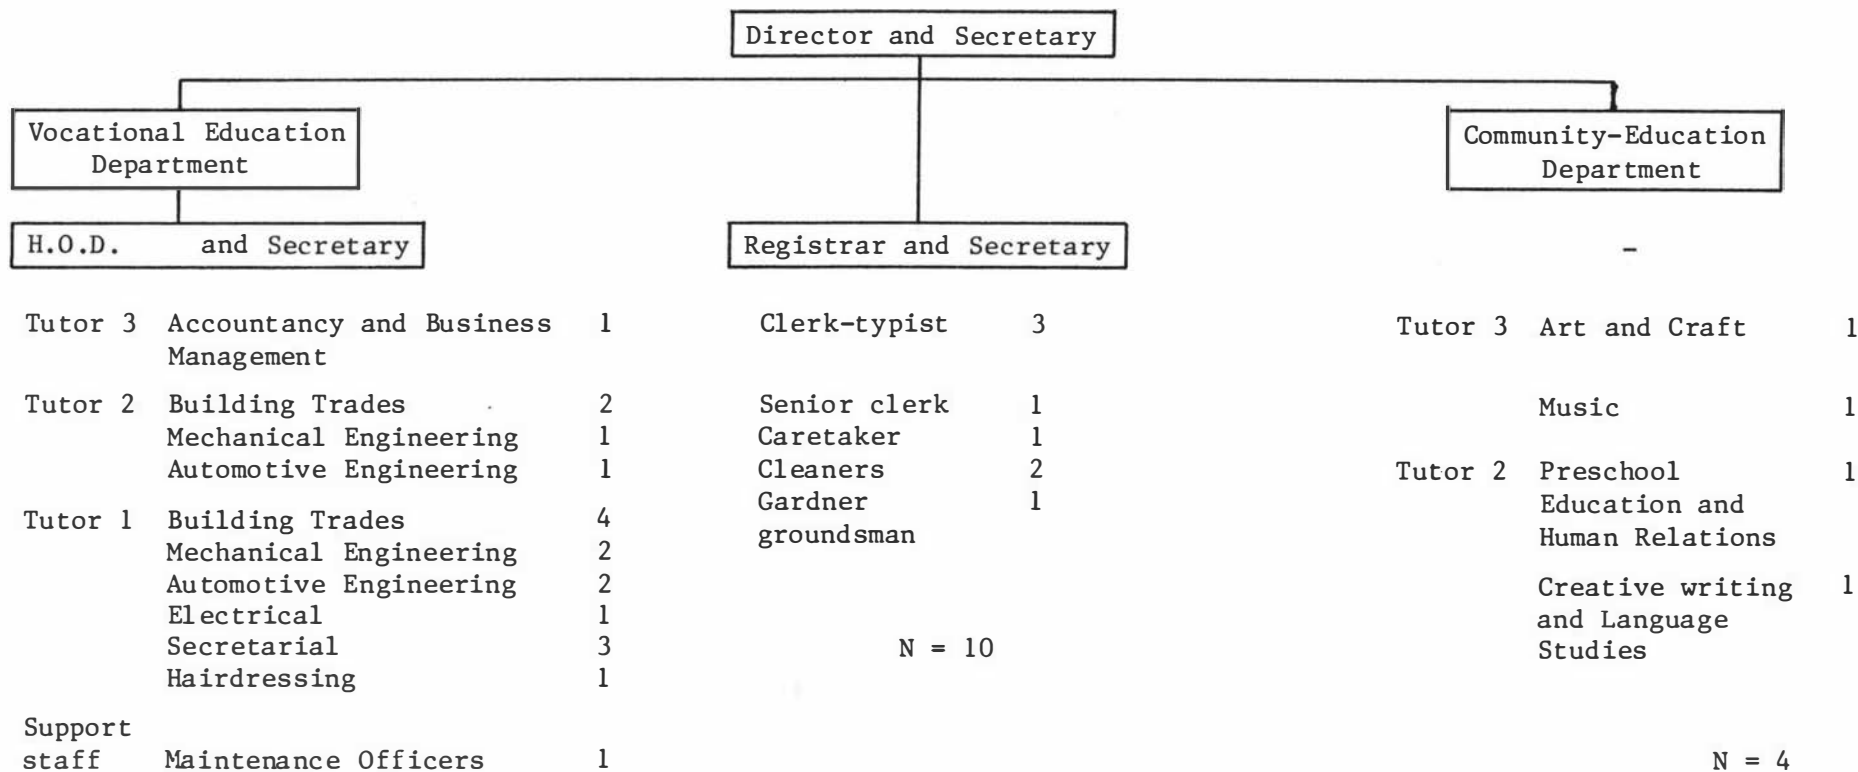 Director and Secretary
Vocational Education
Department
H.O.D. and Secretary
Tutor 3 Accountancy and Business 1
Management
Tutor 2 Building Trades 2
Mechanical Engineering 1
Automotive Engineering 1
Tutor 1 Building Trades 4
Mechanical Engineering 2
Automotive Engineering 2
Electrical 1
Secretarial 3
Hairdressing 1
Support
staff Maintenance Officers 1
Registrar and Secretary
Clerk-typist 3
Senior clerk 1
Caretaker 1
Cleaners 2
Gardner 1
groundsman
N = 10
Community-Education
Department
-
Tutor 3 Art and Craft 1
Music 1
Tutor 2 Preschool 1
Education and
Human Relations
Creative writing 1
and Language
Studies
N = 4